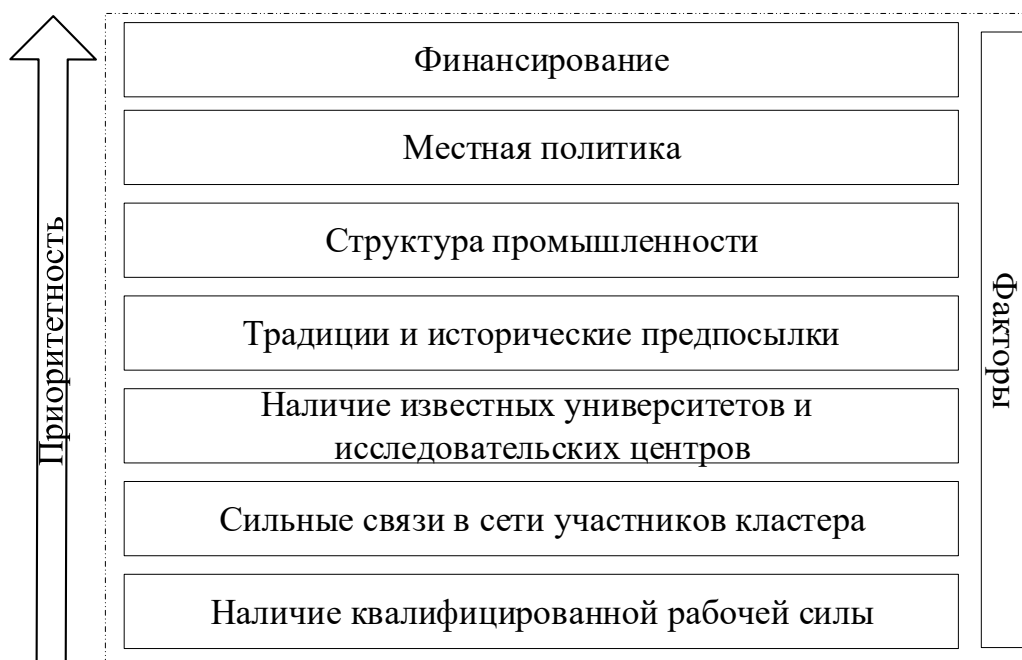 Приоритетность
Финансирование
Местная политика
Структура промышленности
Традиции и исторические предпосылки
Наличие известных университетов и
исследовательских центров
Сильные связи в сети участников кластера
Наличие квалифицированной рабочей силы
Факторы